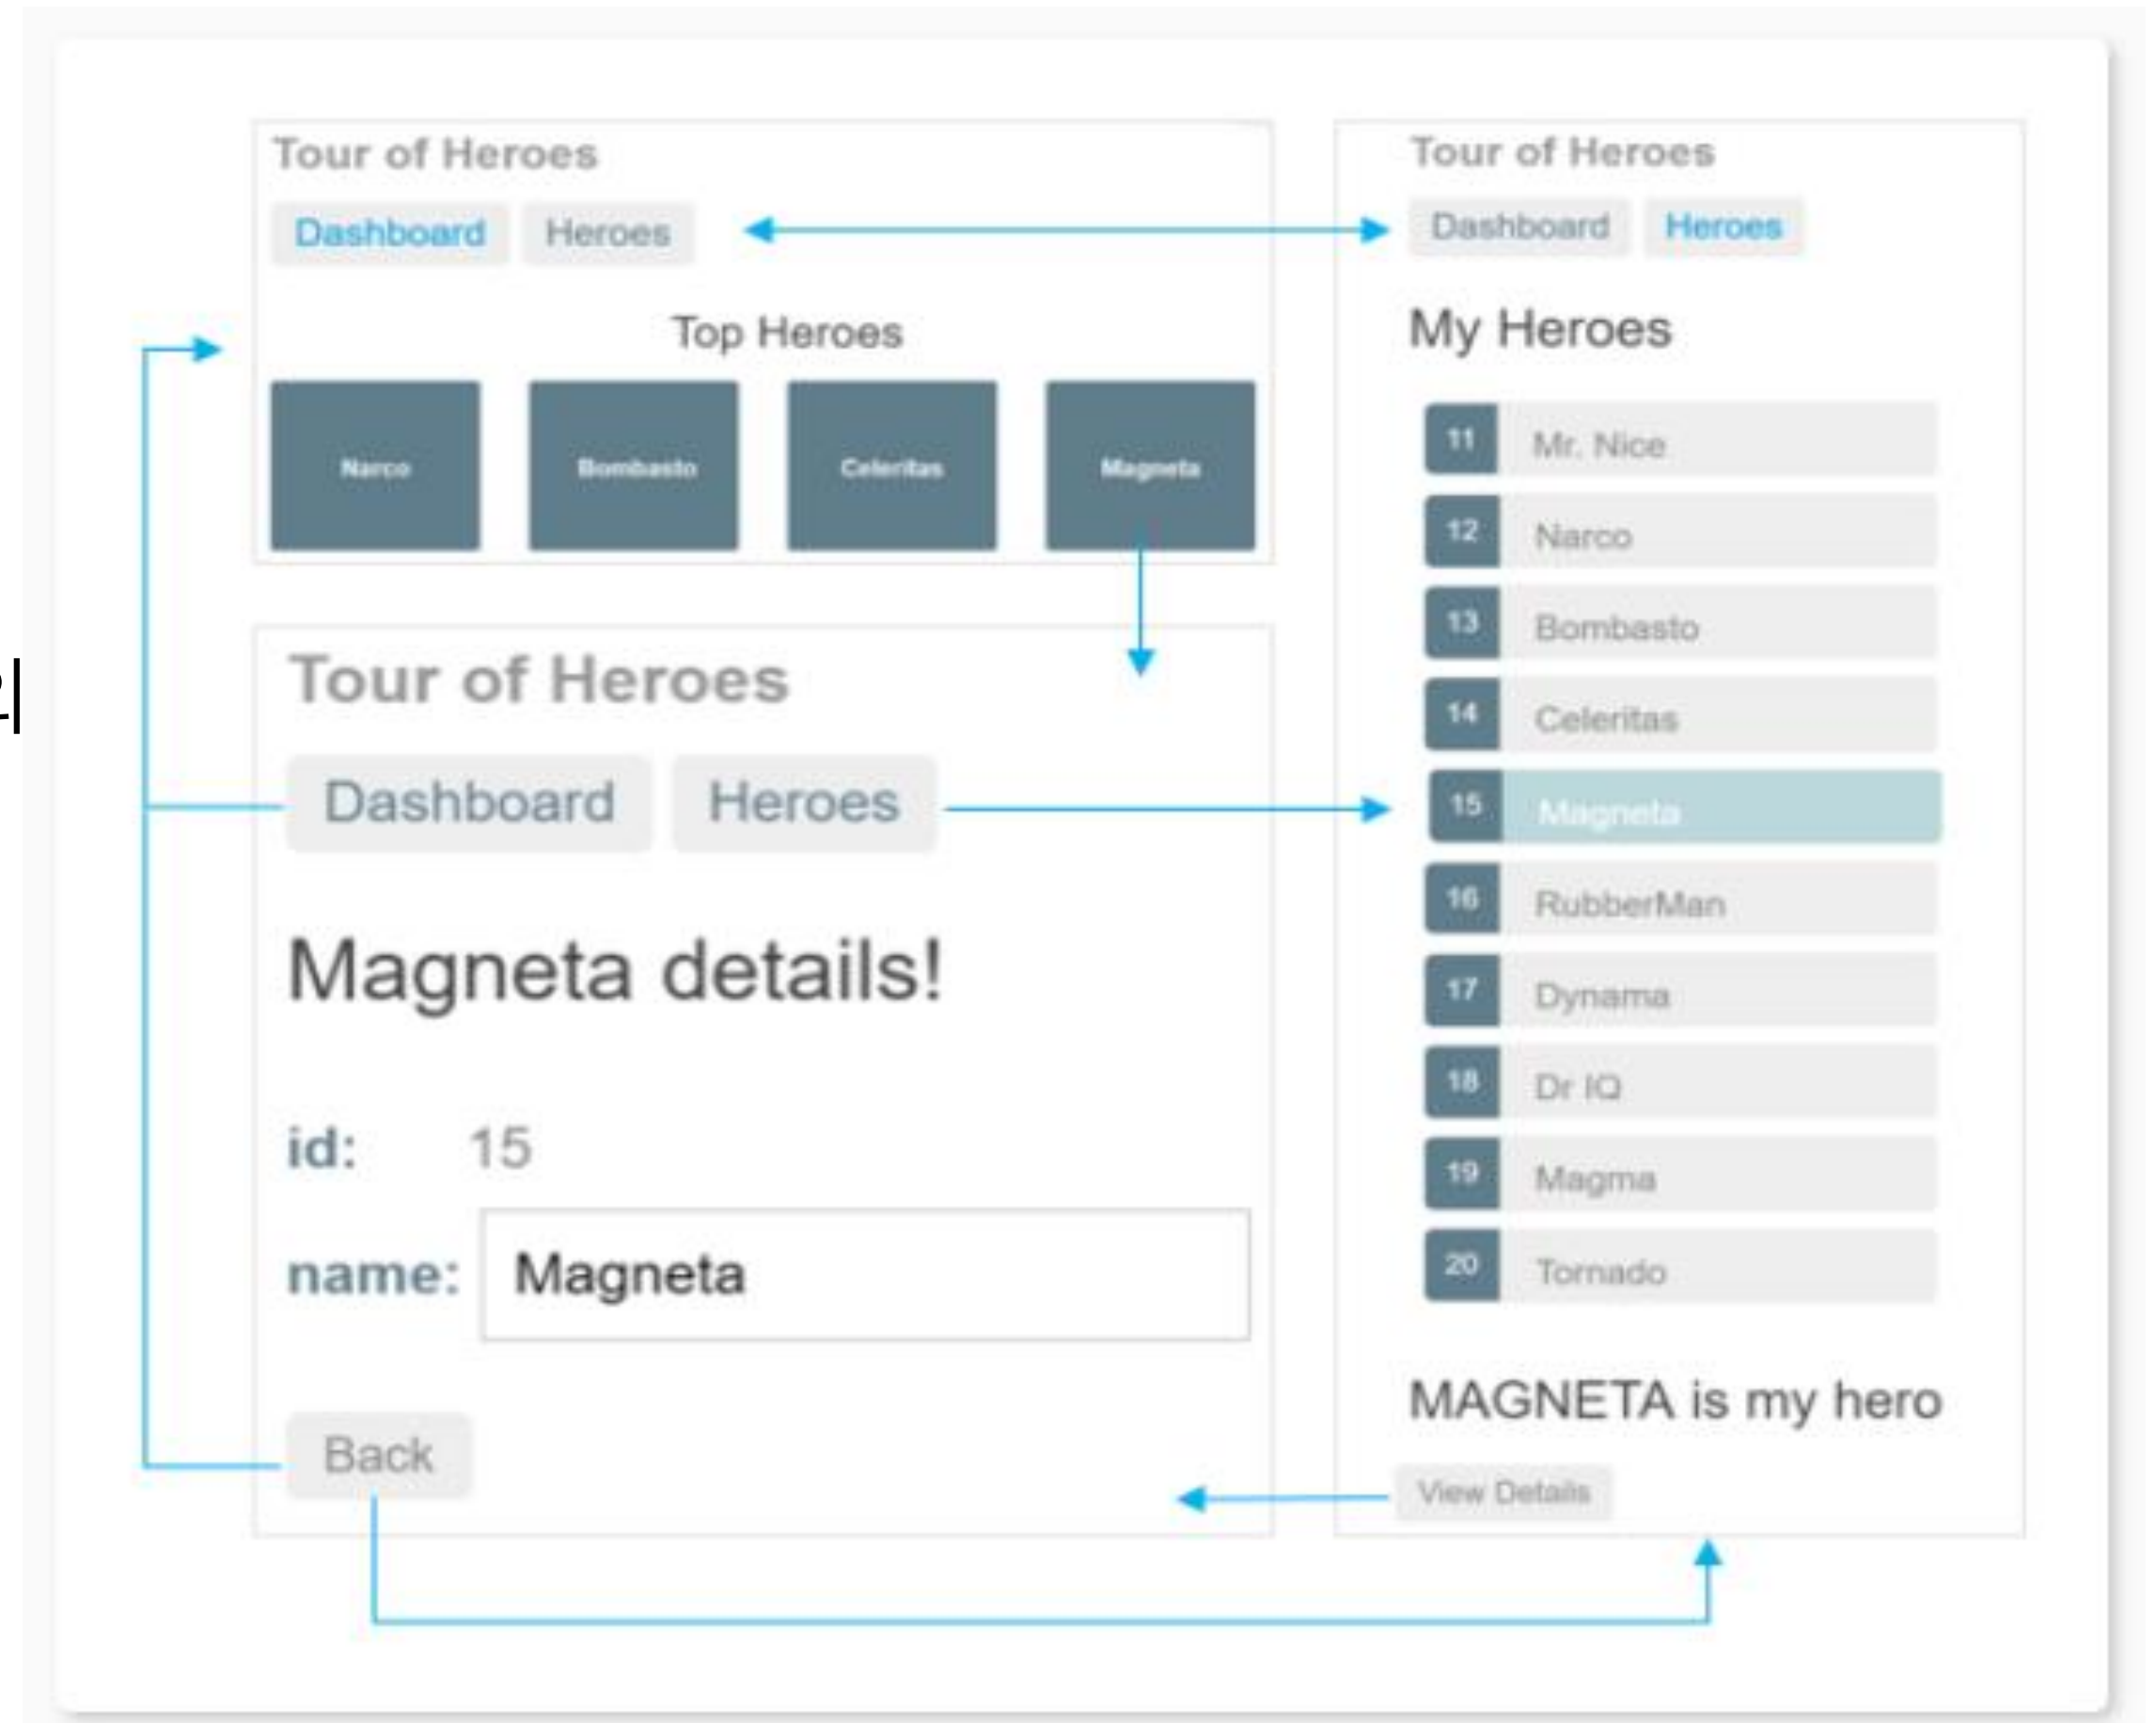 Tour of Heroes
Dashboard Heroes
Top Heroes
Narco Bombasto Celeritas Magneta
Tour of Heroes
Dashboard Heroes
Magneta details!
id: 15
name: Magneta
Back
Tour of Heroes
Dashboard Heroes
My Heroes
11 Mr. Nice
12 Narco
13 Bombasto
14 Celeritas
15 Magneta
16 RubberMan
17 Dynama
18 Dr IQ
19 Magma
20 Tornado
MAGNETA is my hero
View Details